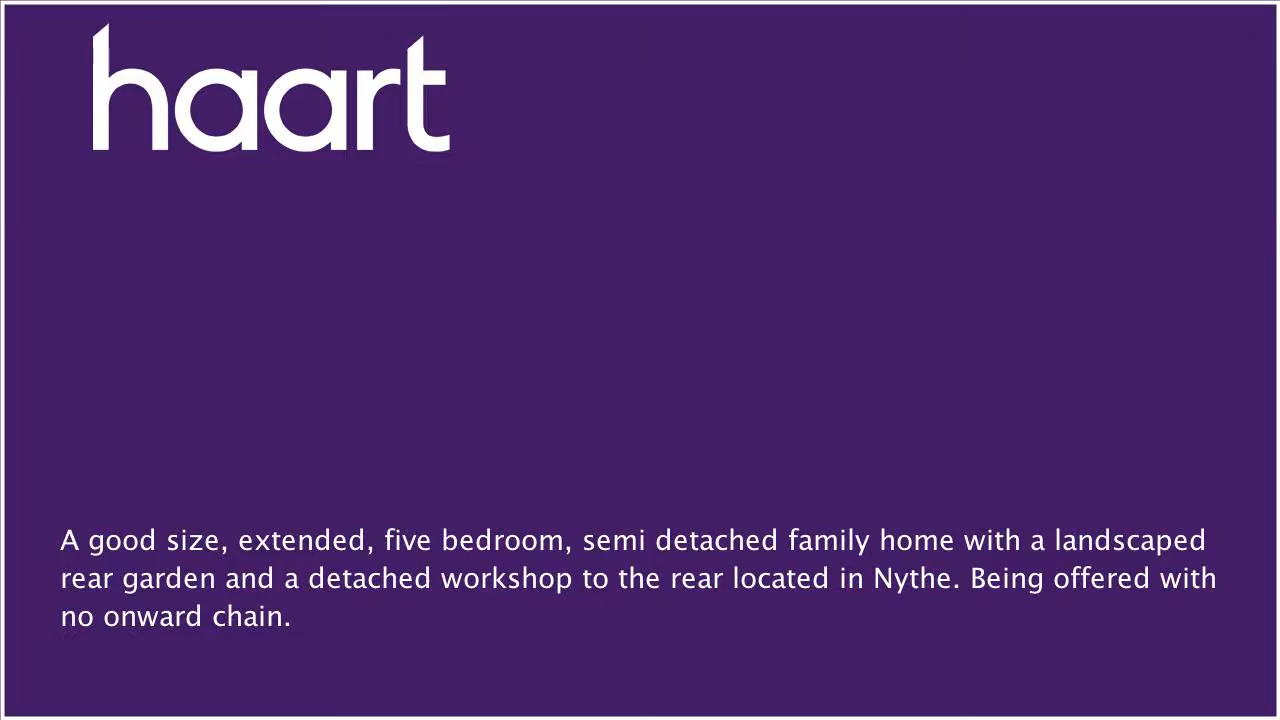 haart
A good size, extended, five bedroom, semi detached family home with a landscaped
rear garden and a detached workshop to the rear located in Nythe. Being offered with
no onward chain.